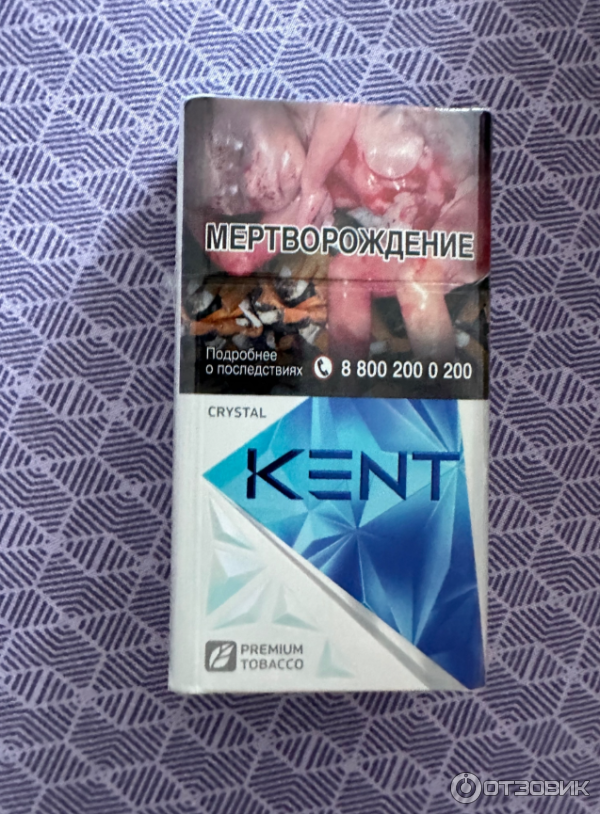 МЕРТВОРОЖДЕНИЕ
Подробнее
о последствиях 8 800 200 0 200
CRYSTAL
KENT
PREMIUM
TOBACCO
ОТЗОВИК